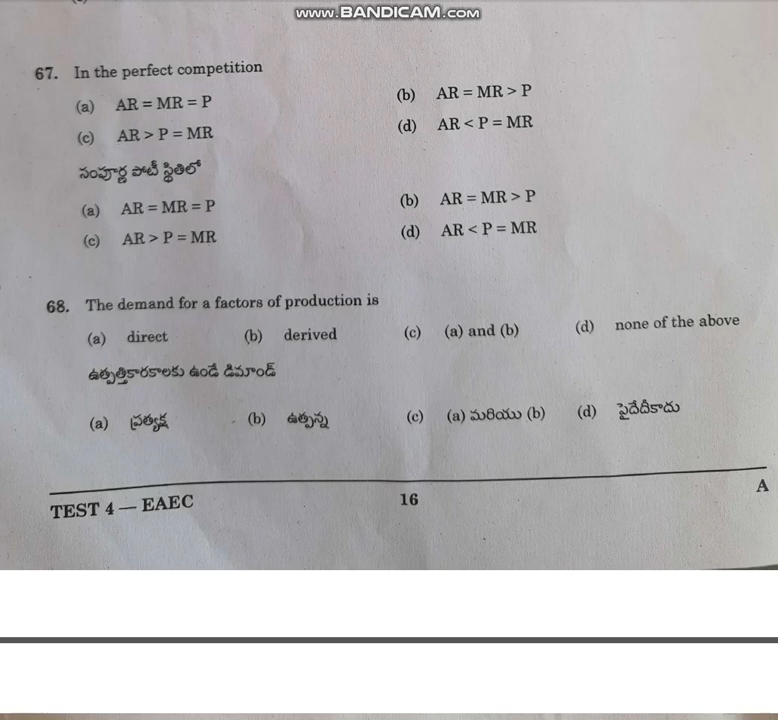 www.BANDICAM.com
67. In the perfect competition
(a) AR = MR = P (b) AR = MR > P
(c) AR > P = MR (d) AR < P = MR
సంపూర్ణ పోటీ స్థితిలో
(a) AR = MR = P (b) AR = MR > P
(c) AR > P = MR (d) AR < P = MR
68. The demand for a factors of production is
(a) direct (b) derived (c) (a) and (b) (d) none of the above
ఉత్పత్తికారకాలకు ఉండే డిమాండ్
(a) ప్రత్యక్ష (b) ఉత్పన్న (c) (a) మరియు (b) (d) పైదేదీకాదు
TEST 4 — EAEC 16 A